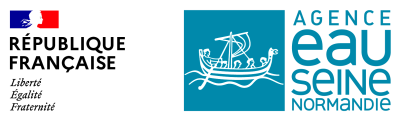 RÉPUBLIQUE
FRANÇAISE
Liberté
Égalité
Fraternité
AGENCE
eau
SEINE
NORMANDIE